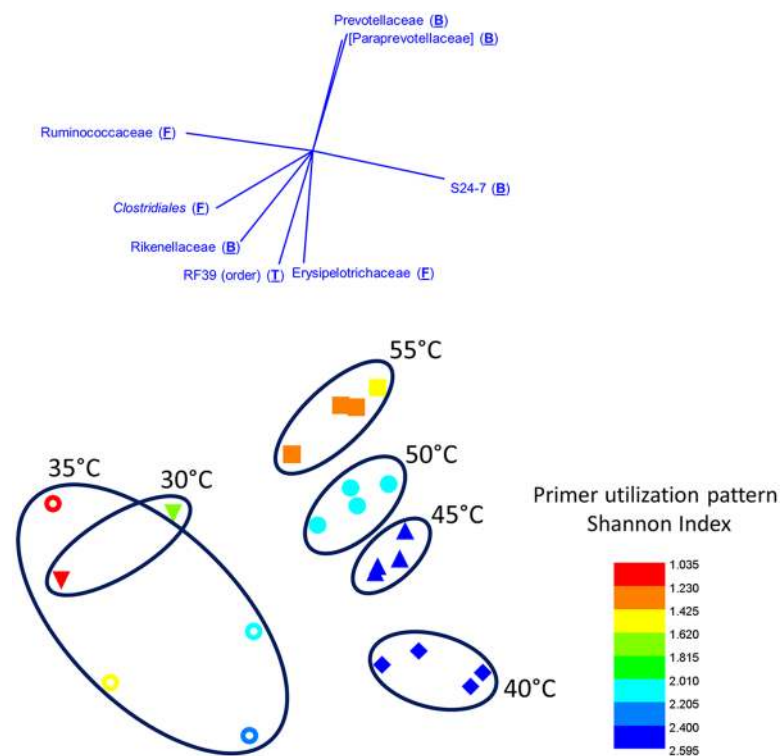 Prevotellaceae (B)
[Paraprevotellaceae] (B)
Ruminococcaceae (F)
S24-7 (B)
Clostridiales (F)
Rikenellaceae (B)
RF39 (order) (T)
Erysipelotrichaceae (F)
55°C
50°C
35°C
30°C
45°C
40°C
Primer utilization pattern
Shannon Index
1.035
1.230
1.425
1.620
1.815
2.010
2.205
2.400
2.595